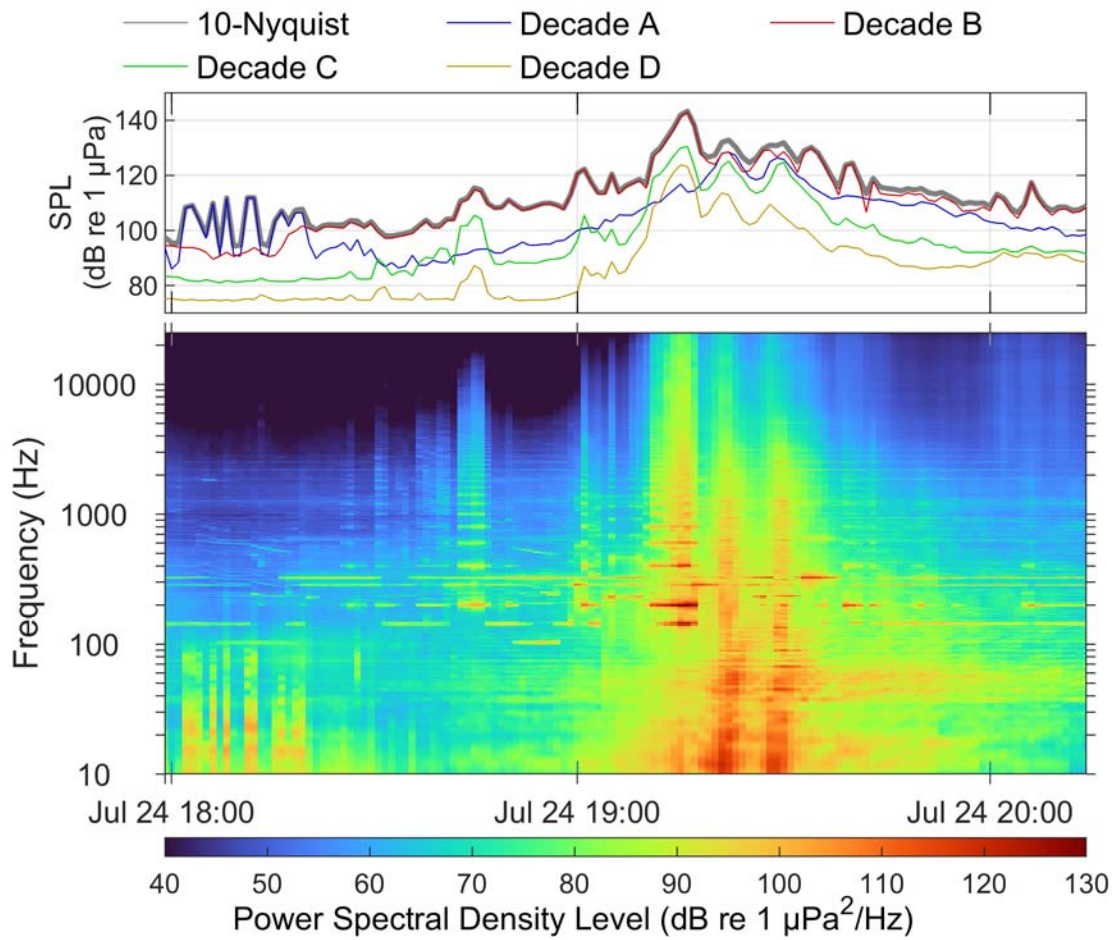 10-Nyquist Decade A Decade B
Decade C Decade D
140
120
100
80
SPL
(dB re 1 µPa)
10000
1000
100
10
Frequency (Hz)
Jul 24 18:00 Jul 24 19:00 Jul 24 20:00
40 50 60 70 80 90 100 110 120 130
Power Spectral Density Level (dB re 1 µPa²/Hz)